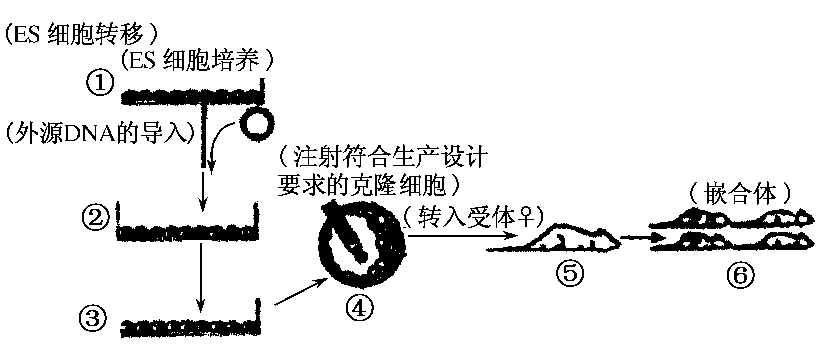 (ES 细胞转移)
(ES 细胞培养)
①
(外源DNA的导入)
(注射符合生产设计
要求的克隆细胞)
②
(转入受体♀)
(嵌合体)
③
④
⑤
⑥